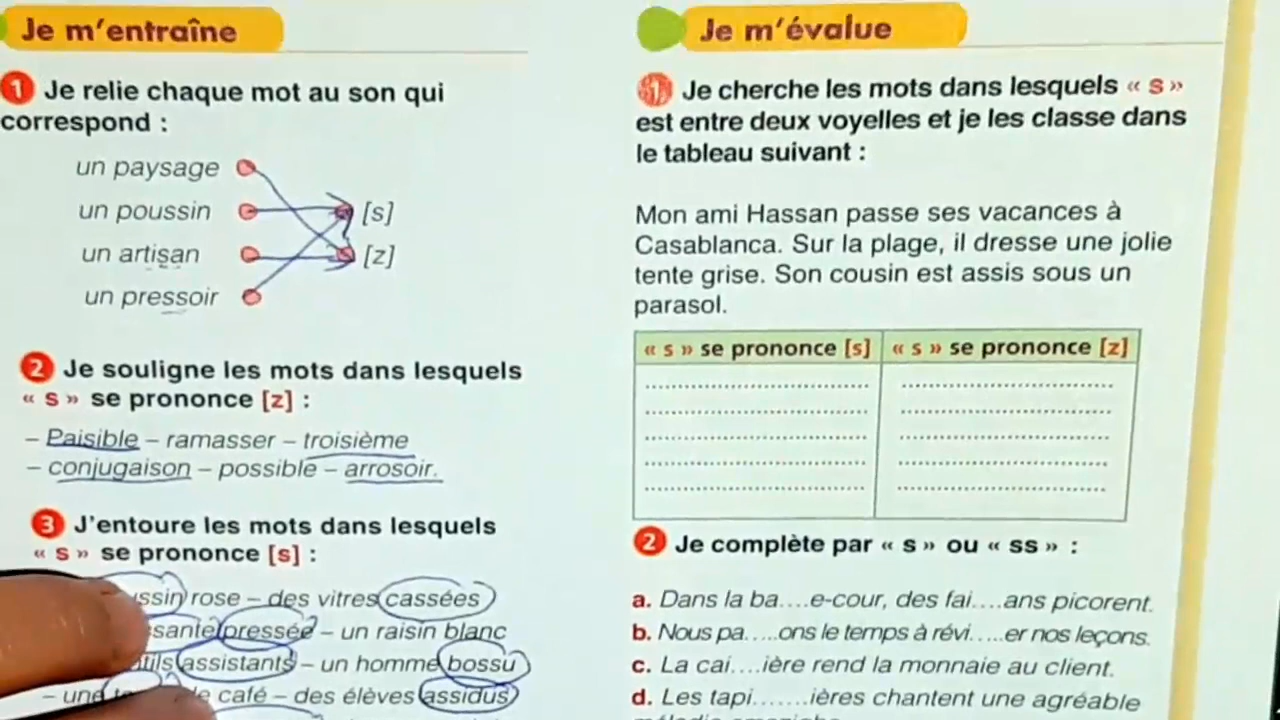 Je m'entraîne
1 Je relie chaque mot au son qui
correspond :
un paysage
un poussin [s]
un artisan [z]
un pressoir
2 Je souligne les mots dans lesquels
« s » se prononce [z] :
– Paisible – ramasser – troisième
– conjugaison – possible – arrosoir.
3 J'entoure les mots dans lesquels
« s » se prononce [s] :
rose – des vitres cassées
pressée – un raisin blanc
assistants – un homme bossu
– une café – des élèves assidus
Je m'évalue
1 Je cherche les mots dans lesquels « s »
est entre deux voyelles et je les classe dans
le tableau suivant :
Mon ami Hassan passe ses vacances à
Casablanca. Sur la plage, il dresse une jolie
tente grise. Son cousin est assis sous un
parasol.
« s » se prononce [s] « s » se prononce [z]
2 Je complète par « s » ou « ss » :
a. Dans la ba....e-cour, des fai....ans picorent.
b. Nous pa.....ons le temps à révi.....er nos leçons.
c. La cai....ière rend la monnaie au client.
d. Les tapi.......ières chantent une agréable